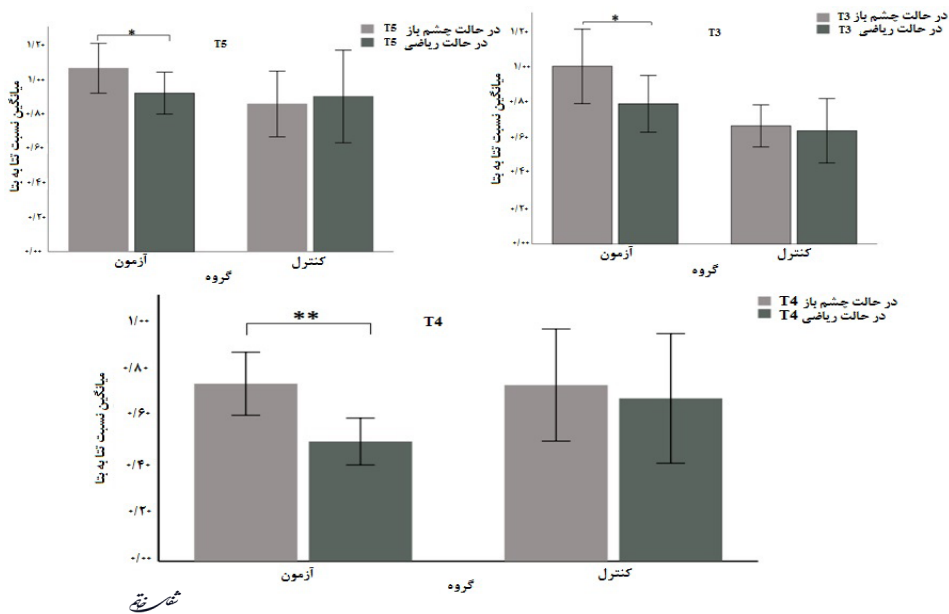 T5
در حالت چشم باز T5
در حالت ریاضی T5
*
میانگین نسبت تتا به بتا
۱/۲۰
۱/۰۰
۰/۸۰
۰/۶۰
۰/۴۰
۰/۲۰
۰/۰۰
آزمون
کنترل
گروه
T3
در حالت چشم باز T3
در حالت ریاضی T3
*
میانگین نسبت تتا به بتا
۱/۲۰
۱/۰۰
۰/۸۰
۰/۶۰
۰/۴۰
۰/۲۰
۰/۰۰
آزمون
کنترل
گروه
T4
در حالت چشم باز T4
در حالت ریاضی T4
**
میانگین نسبت تتا به بتا
۱/۰۰
۰/۸۰
۰/۶۰
۰/۴۰
۰/۲۰
۰/۰۰
آزمون
کنترل
گروه
شفای خاتم